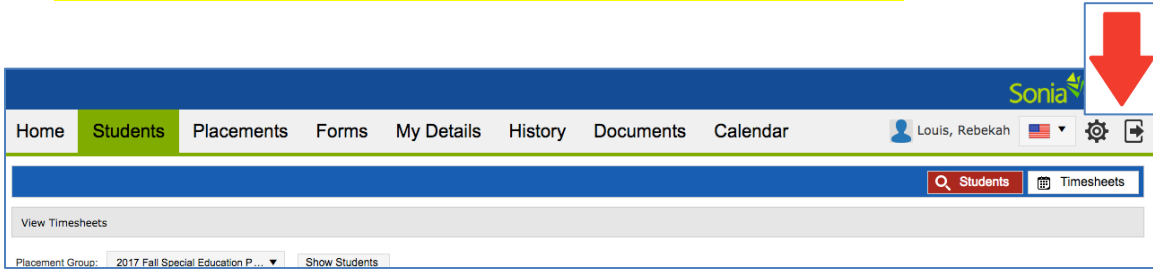 Sonia
Home Students Placements Forms My Details History Documents Calendar Louis, Rebekah
Students Timesheets
View Timesheets
Placement Group: 2017 Fall Special Education P... Show Students